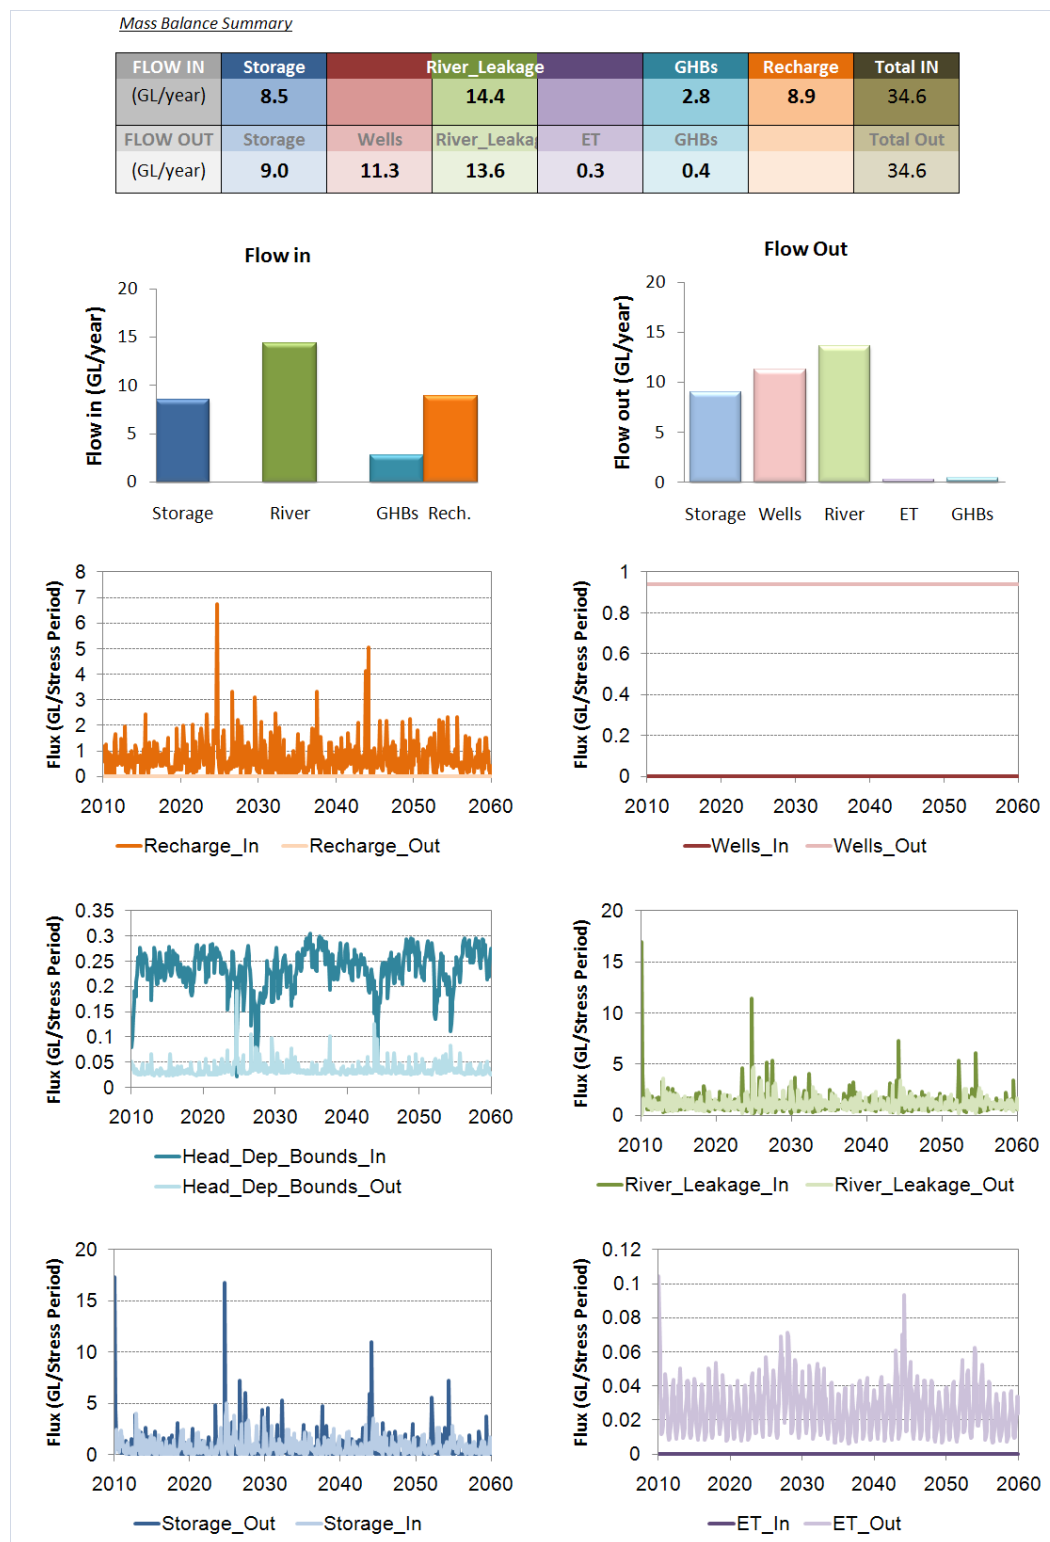 Mass Balance Summary
FLOW IN Storage River_Leakage GHBs Recharge Total IN
(GL/year) 8.5 14.4 2.8 8.9 34.6
FLOW OUT Storage Wells River_Leakag ET GHBs Total Out
(GL/year) 9.0 11.3 13.6 0.3 0.4 34.6
Flow in
Flow in (GL/year)
20
15
10
5
0
Storage River GHBs Rech.
Flow Out
Flow out (GL/year)
20
15
10
5
0
Storage Wells River ET GHBs
Flux (GL/Stress Period)
8
7
6
5
4
3
2
1
0
2010 2020 2030 2040 2050 2060
Recharge_In Recharge_Out
Flux (GL/Stress Period)
1
0.8
0.6
0.4
0.2
0
2010 2020 2030 2040 2050 2060
Wells_In Wells_Out
Flux (GL/Stress Period)
0.35
0.3
0.25
0.2
0.15
0.1
0.05
0
2010 2020 2030 2040 2050 2060
Head_Dep_Bounds_In
Head_Dep_Bounds_Out
Flux (GL/Stress Period)
20
15
10
5
0
2010 2020 2030 2040 2050 2060
River_Leakage_In River_Leakage_Out
Flux (GL/Stress Period)
20
15
10
5
0
2010 2020 2030 2040 2050 2060
Storage_Out Storage_In
Flux (GL/Stress Period)
0.12
0.1
0.08
0.06
0.04
0.02
0
2010 2020 2030 2040 2050 2060
ET_In ET_Out